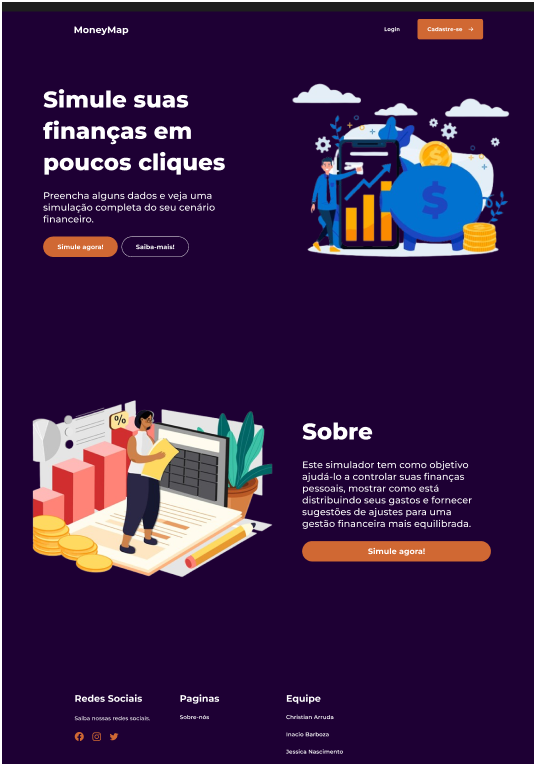 MoneyMap
Login
Cadastre-se
Simule suas
finanças em
poucos cliques
Preencha alguns dados e veja uma
simulação completa do seu cenário
financeiro.
Simule agora!
Saiba-mais!
$
$
%
Sobre
Este simulador tem como objetivo
ajudá-lo a controlar suas finanças
pessoais, mostrar como está
distribuindo seus gastos e fornecer
sugestões de ajustes para uma
gestão financeira mais equilibrada.
Simule agora!
Redes Sociais
Saiba nossas redes sociais.
Paginas
Sobre-nós
Equipe
Christian Arruda
Inacio Barboza
Jessica Nascimento